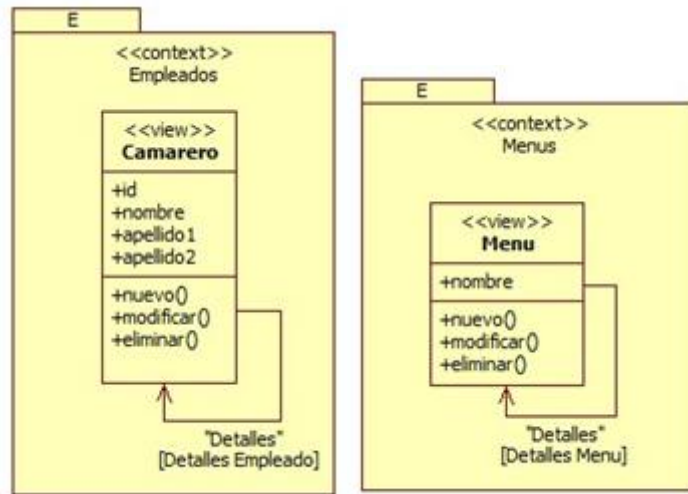 E
<<context>>
Empleados
<<view>>
Camarero
+id
+nombre
+apellido1
+apellido2
+nuevo()
+modificar()
+eliminar()
"Detalles"
[Detalles Empleado]
E
<<context>>
Menus
<<view>>
Menu
+nombre
+nuevo()
+modificar()
+eliminar()
"Detalles"
[Detalles Menu]